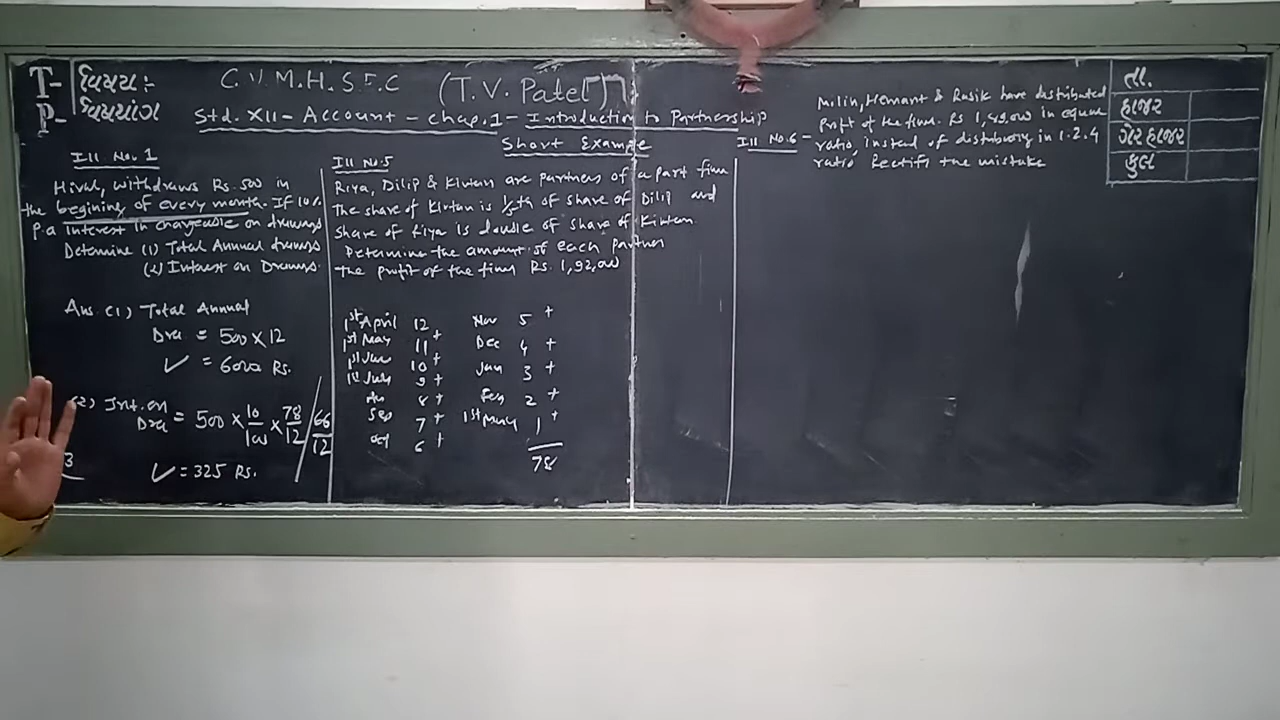 T- વિષય:
P- વિષયાંગ
C.V.M.H.S.E.C (T.V. Patel)
Std. XII - Account - Chap. 1 - Introduction to Partnership
Short Example
Ill No. 1
Hiral, withdraws Rs. 500 in
the begining of every month. If 10%
p.a interest in chargeable on drawings
Determine (1) Total Annual drawings
(2) Interest on Drawings.
Ans. (1) Total Annual
Dra = 500 × 12
✓ = 6000 Rs.
(2) Int. on
Dra = 500 × 10/100 × 78/12 / 66/12
3
✓ = 325 Rs.
Ill No. 5
Riya, Dilip & Kirtan are partners of a part firm
The share of Kirtan is 1/5th of share of Dilip and
share of Riya is double of share of Kirtan.
Determine the amount of each partner
the profit of the firm Rs. 1,92,000
1st April 12
1st May 11 +
1st June 10 +
1st July 9 +
Au 8 +
Sep 7 +
Oct 6 +
Nov 5 +
Dec 4 +
Jan 3 +
Feb 2 +
1st March 1 +
78
Ill No. 6 -
Milin, Hemant & Rasik have distributed
Profit of the firm. Rs 1,49,000 in equal
ratio, instead of distributing in 1:2:4
ratio Rectify the mistake
તા.
હાજર
ગેર હાજર
કુલ